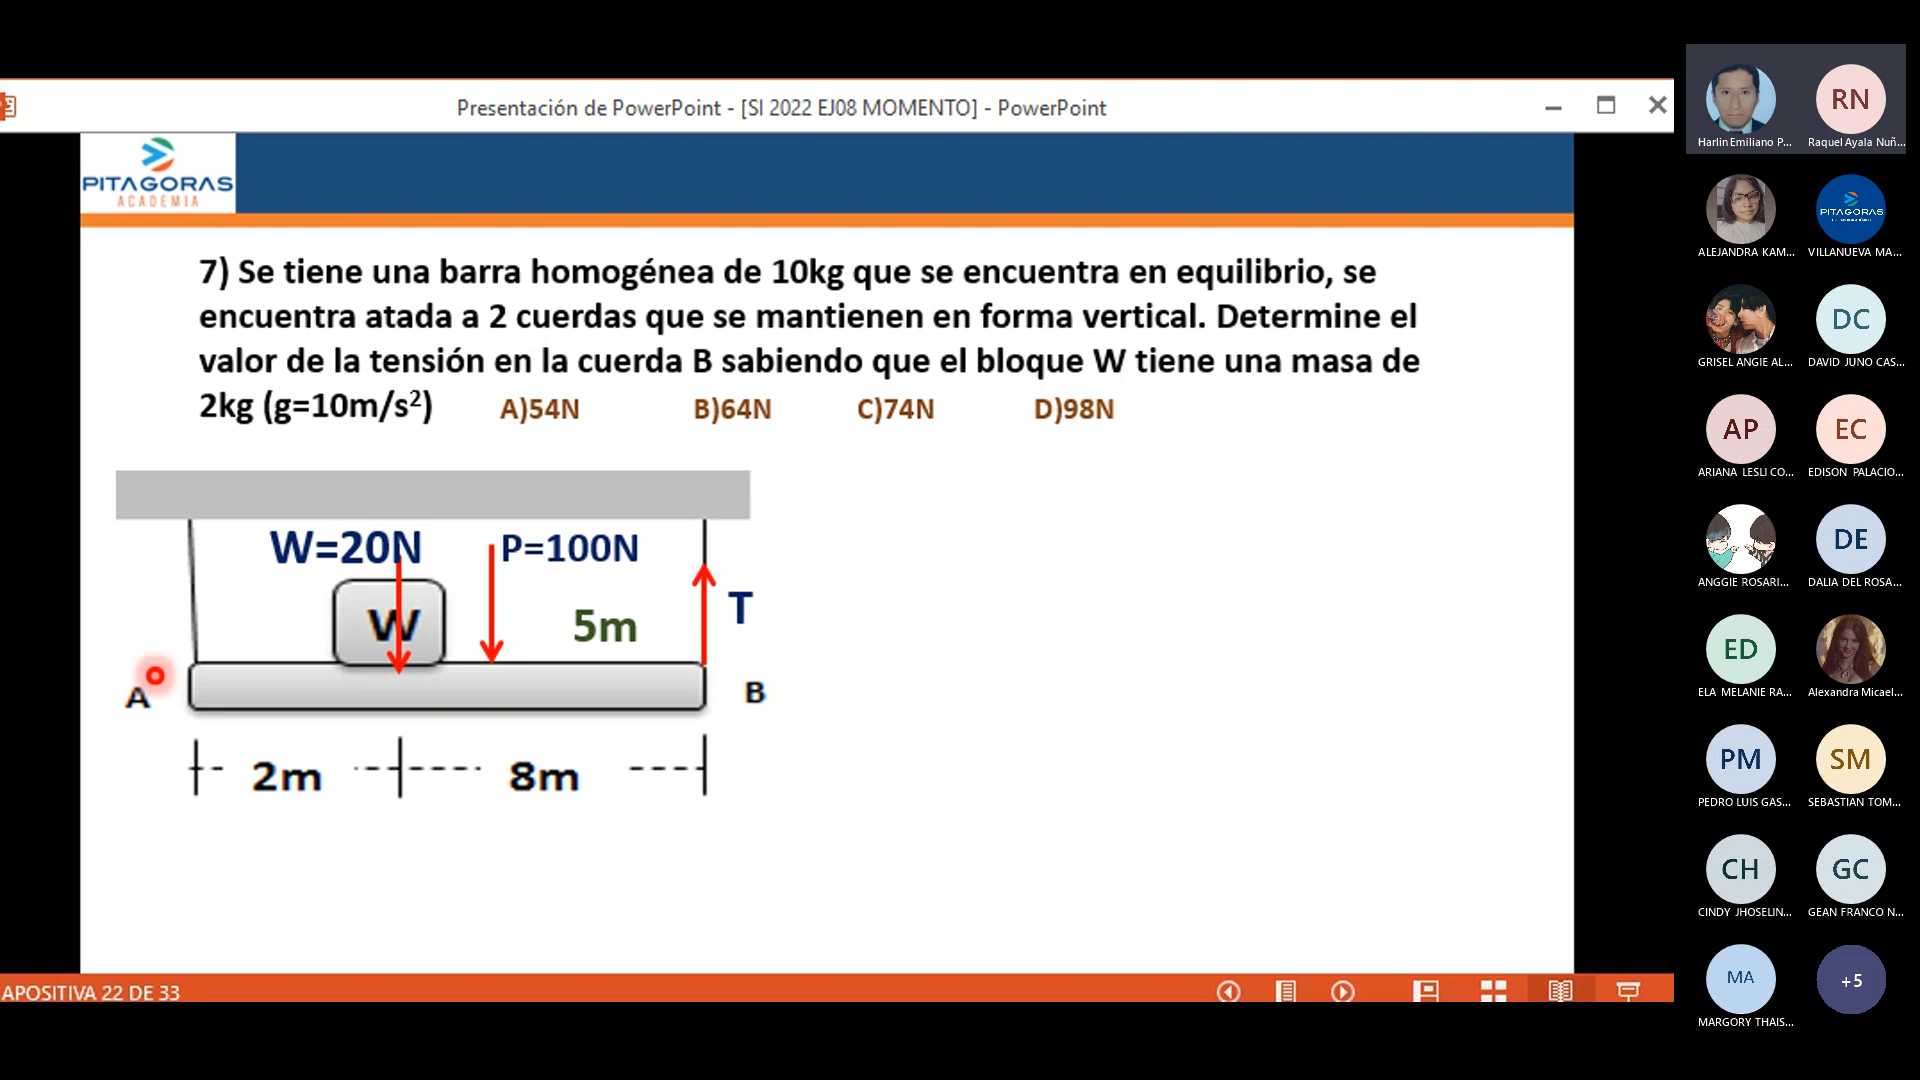 Presentación de PowerPoint - [SI 2022 EJ08 MOMENTO] - PowerPoint
PITAGORAS
ACADEMIA
7) Se tiene una barra homogénea de 10kg que se encuentra en equilibrio, se
encuentra atada a 2 cuerdas que se mantienen en forma vertical. Determine el
valor de la tensión en la cuerda B sabiendo que el bloque W tiene una masa de
2kg (g=10m/s²) A)54N B)64N C)74N D)98N
W=20N P=100N
W 5m T
A B
2m 8m
APOSITIVA 22 DE 33
RN
Harlin Emiliano P... Raquel Ayala Nuñ...
PITAGORAS
ALEJANDRA KAM... VILLANUEVA MA...
DC
GRISEL ANGIE AL... DAVID JUNO CAS...
AP EC
ARIANA LESLI CO... EDISON PALACIO...
DE
ANGGIE ROSARI... DALIA DEL ROSA...
ED
ELA MELANIE RA... Alexandra Micael...
PM SM
PEDRO LUIS GAS... SEBASTIAN TOM...
CH GC
CINDY JHOSELIN... GEAN FRANCO N...
MA +5
MARGORY THAIS...